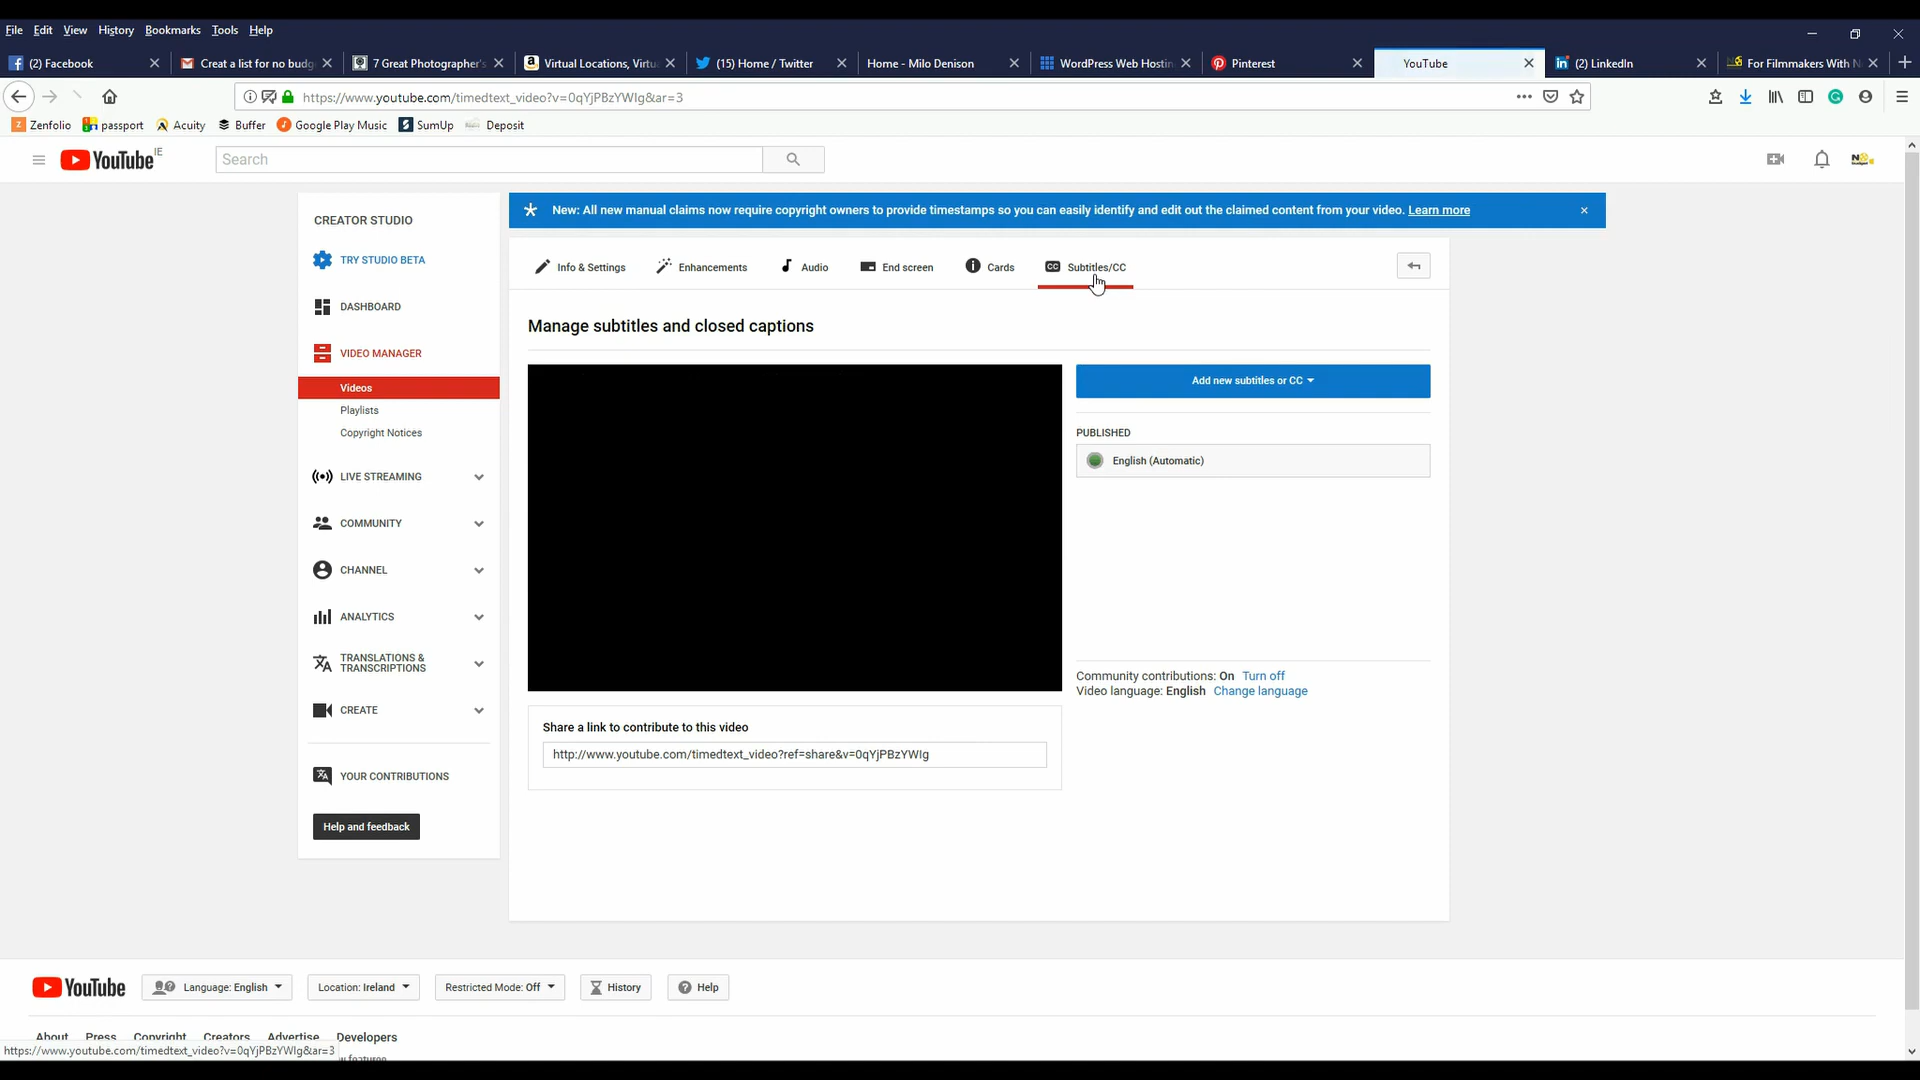 File Edit View History Bookmarks Tools Help
(2) Facebook
Creat a list for no budg
7 Great Photographer's
Virtual Locations, Virtu
(15) Home / Twitter
Home - Milo Denison
WordPress Web Hostin
Pinterest
YouTube
(2) LinkedIn
For Filmmakers With N
https://www.youtube.com/timedtext_video?v=0qYjPBzYWIg&ar=3
Zenfolio passport Acuity Buffer Google Play Music SumUp Deposit
YouTube IE
Search
CREATOR STUDIO
TRY STUDIO BETA
DASHBOARD
VIDEO MANAGER
Videos
Playlists
Copyright Notices
LIVE STREAMING
COMMUNITY
CHANNEL
ANALYTICS
TRANSLATIONS &
TRANSCRIPTIONS
CREATE
YOUR CONTRIBUTIONS
Help and feedback
New: All new manual claims now require copyright owners to provide timestamps so you can easily identify and edit out the claimed content from your video. Learn more
Info & Settings Enhancements Audio End screen Cards CC Subtitles/CC
Manage subtitles and closed captions
Add new subtitles or CC
PUBLISHED
English (Automatic)
Community contributions: On Turn off
Video language: English Change language
Share a link to contribute to this video
http://www.youtube.com/timedtext_video?ref=share&v=0qYjPBzYWIg
YouTube
Language: English
Location: Ireland
Restricted Mode: Off
History
Help
About Press Copyright Creators Advertise Developers
https://www.youtube.com/timedtext_video?v=0qYjPBzYWIg&ar=3